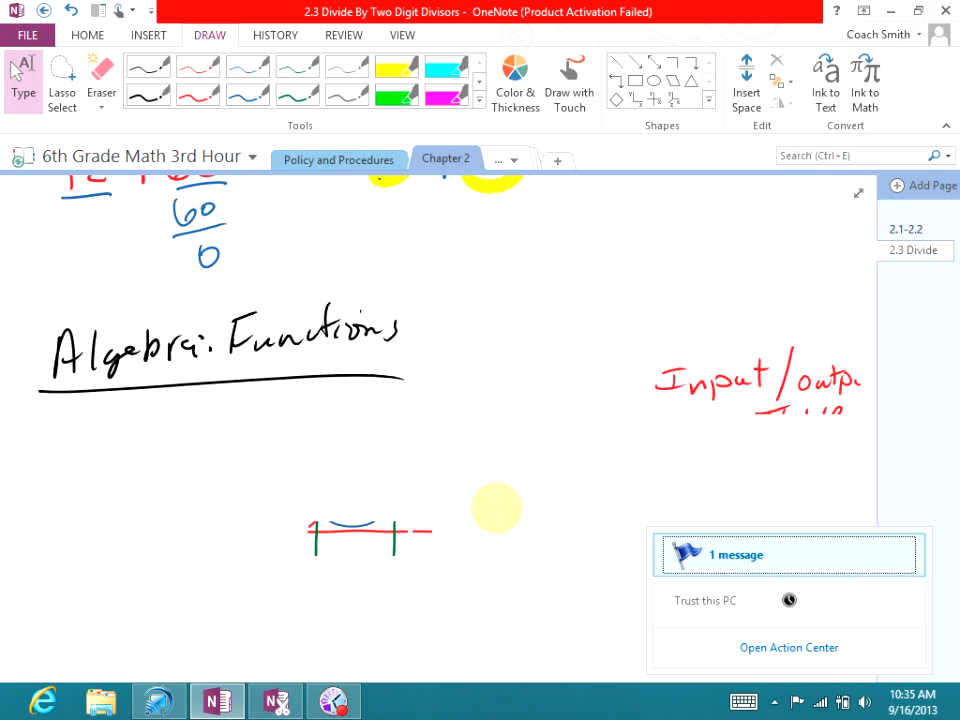 2.3 Divide By Two Digit Divisors - OneNote (Product Activation Failed)
FILE HOME INSERT DRAW HISTORY REVIEW VIEW Coach Smith
Type
Lasso Select
Eraser
Color & Thickness
Draw with Touch
Insert Space
Ink to Text
Ink to Math
Tools Shapes Edit Convert
6th Grade Math 3rd Hour Policy and Procedures Chapter 2 ... Search (Ctrl+E)
Add Page
2.1-2.2
2.3 Divide
60
0
Algebra: Functions
Input/outpu
1 message
Trust this PC
Open Action Center
10:35 AM
9/16/2013